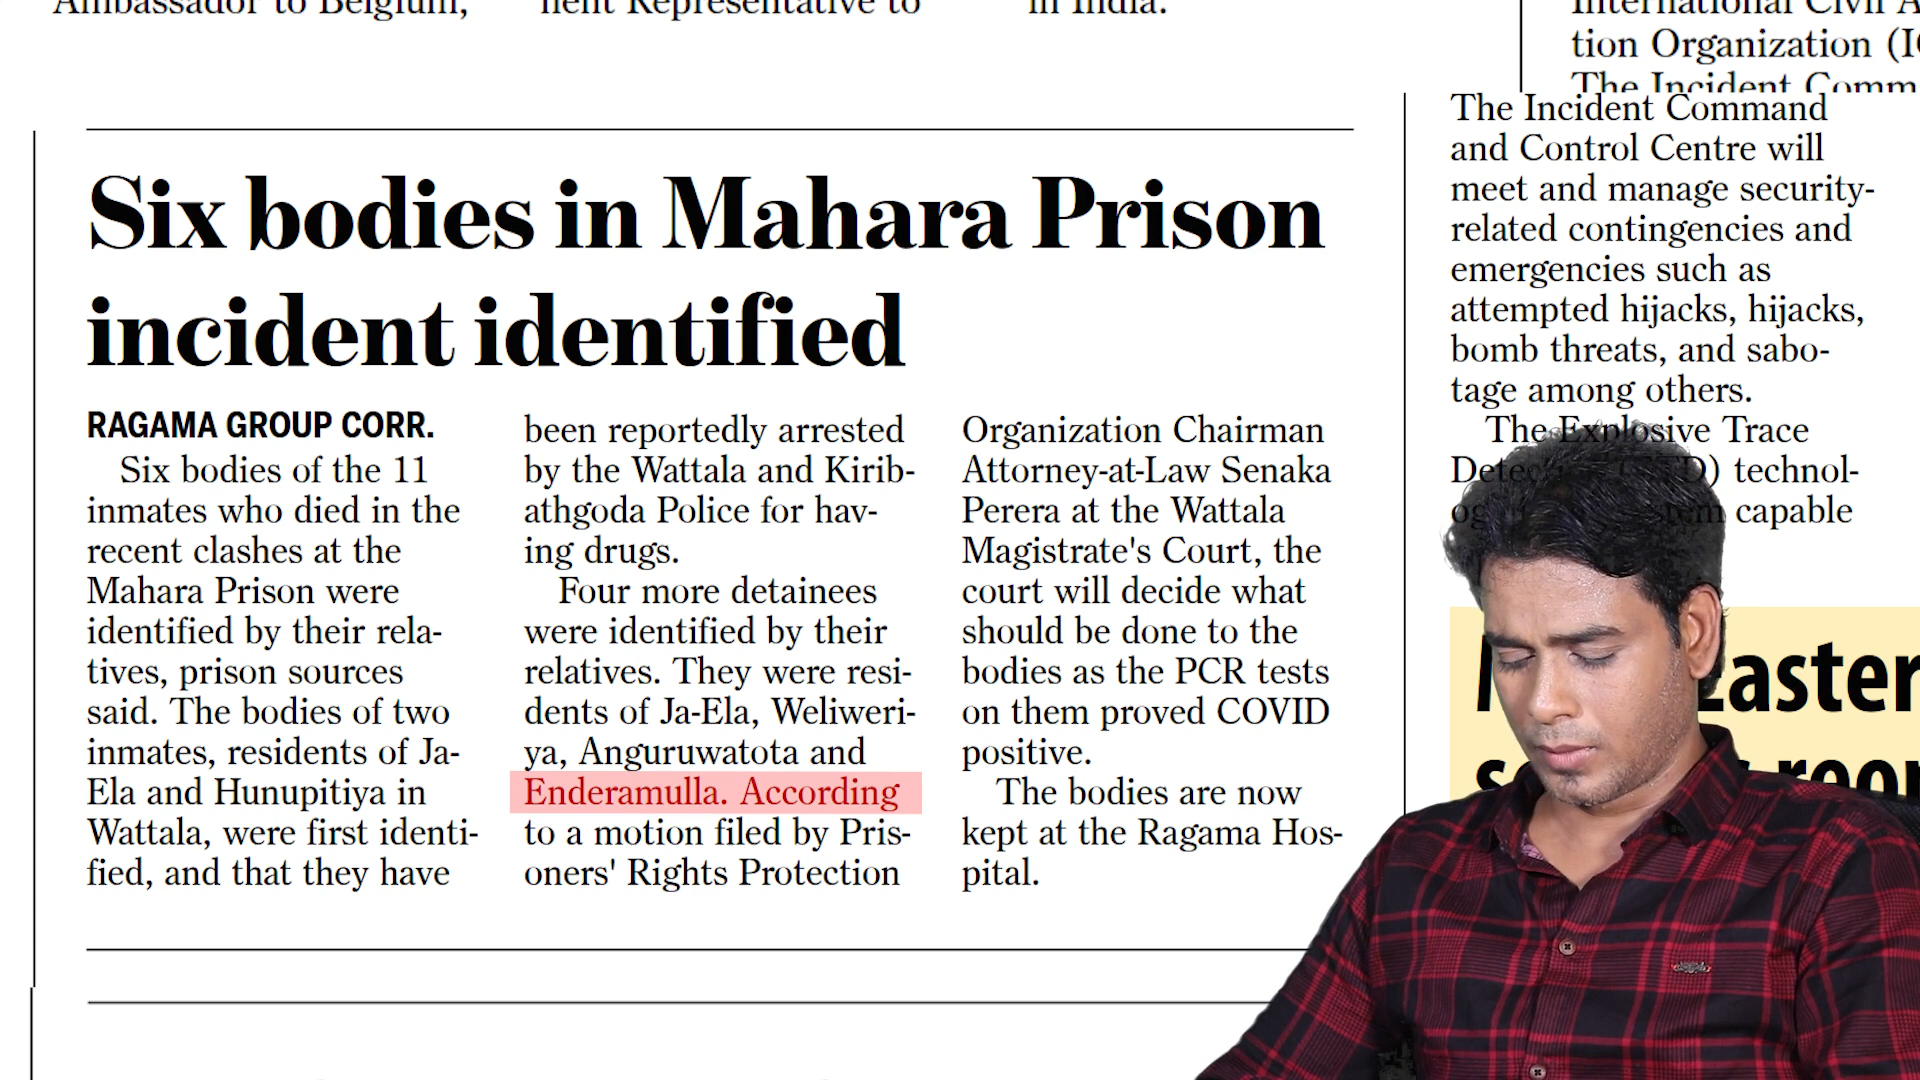 Ambassador to Belgium,
nent Representative to
in India.
International Civil A
tion Organization (I
The Incident Comm
Six bodies in Mahara Prison
incident identified
RAGAMA GROUP CORR.
Six bodies of the 11
inmates who died in the
recent clashes at the
Mahara Prison were
identified by their rela-
tives, prison sources
said. The bodies of two
inmates, residents of Ja-
Ela and Hunupitiya in
Wattala, were first identi-
fied, and that they have
been reportedly arrested
by the Wattala and Kirib-
athgoda Police for hav-
ing drugs.
Four more detainees
were identified by their
relatives. They were resi-
dents of Ja-Ela, Weliweri-
ya, Anguruwatota and
Enderamulla. According
to a motion filed by Pris-
oners' Rights Protection
Organization Chairman
Attorney-at-Law Senaka
Perera at the Wattala
Magistrate's Court, the
court will decide what
should be done to the
bodies as the PCR tests
on them proved COVID
positive.
The bodies are now
kept at the Ragama Hos-
pital.
The Incident Command
and Control Centre will
meet and manage security-
related contingencies and
emergencies such as
attempted hijacks, hijacks,
bomb threats, and sabo-
tage among others.
The Explosive Trace
technol-
capable
Easter